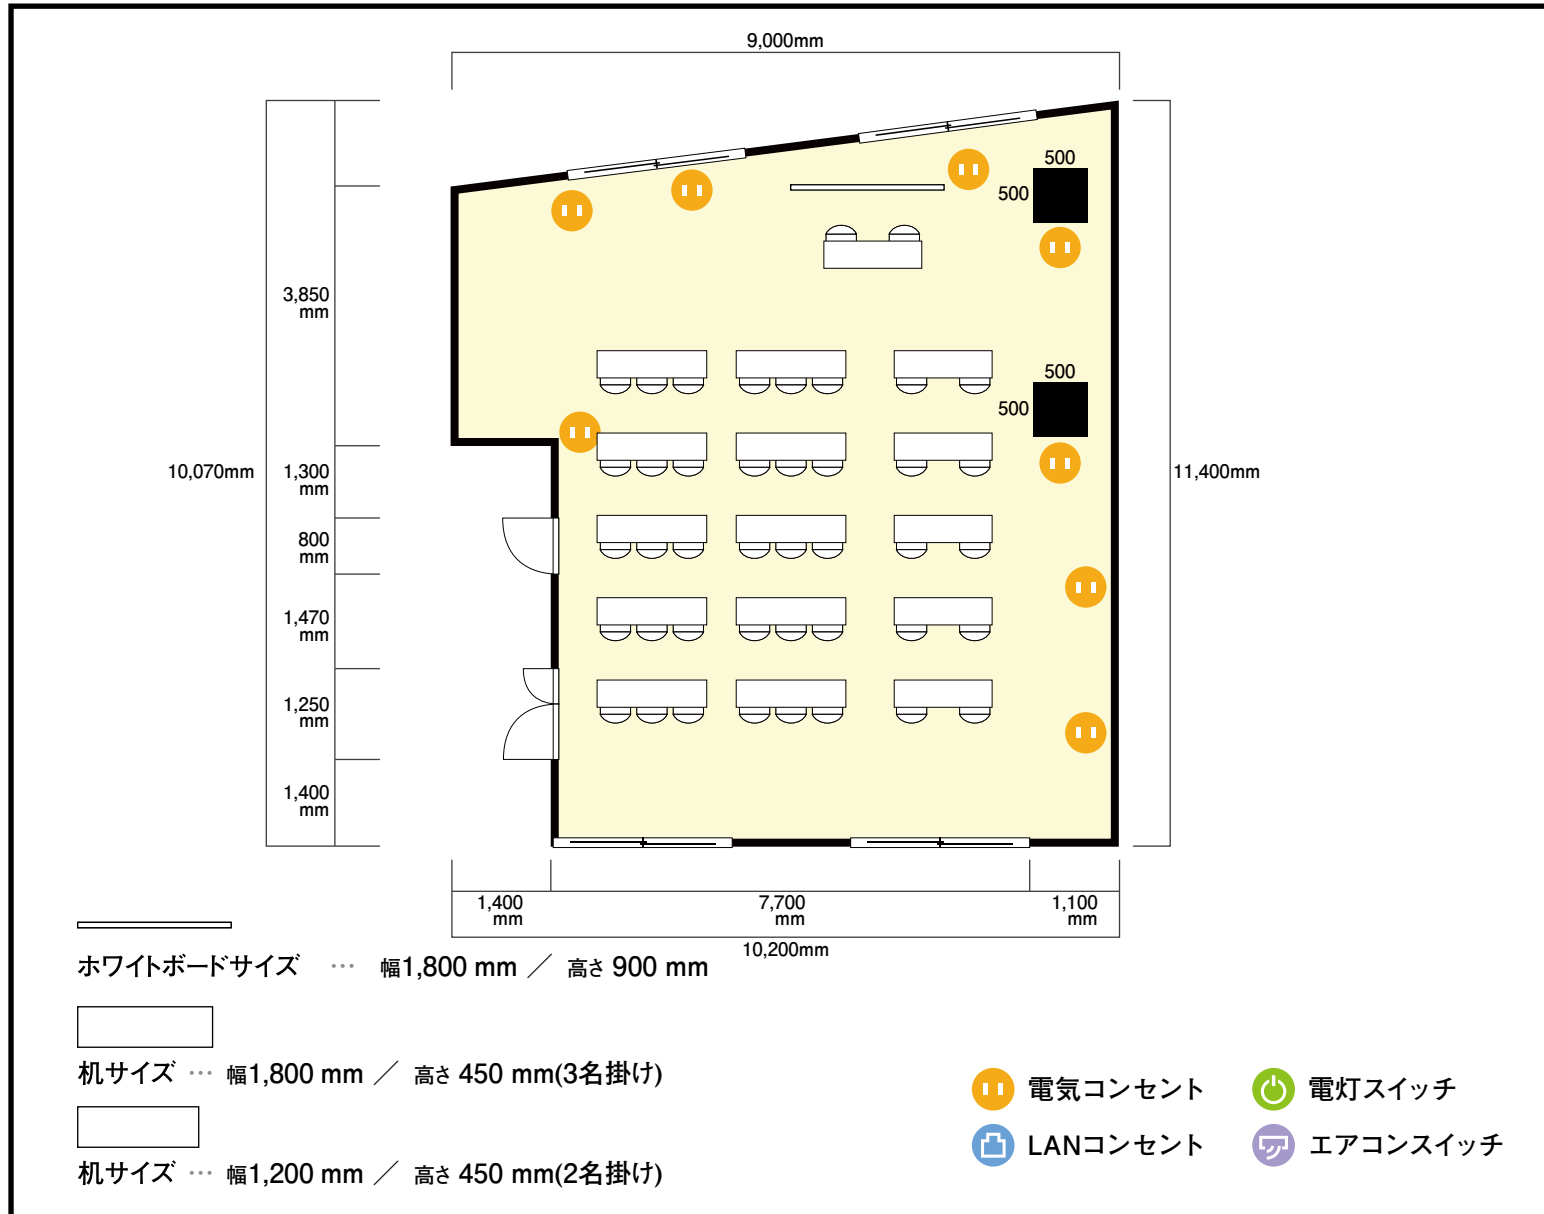 9,000mm
500
500
3,850
mm
500
500
10,070mm
1,300
mm
11,400mm
800
mm
1,470
mm
1,250
mm
1,400
mm
1,400
mm
7,700
mm
1,100
mm
10,200mm
ホワイトボードサイズ … 幅1,800 mm ／ 高さ 900 mm
机サイズ … 幅1,800 mm ／ 高さ 450 mm(3名掛け)
机サイズ … 幅1,200 mm ／ 高さ 450 mm(2名掛け)
電気コンセント
電灯スイッチ
LANコンセント
エアコンスイッチ